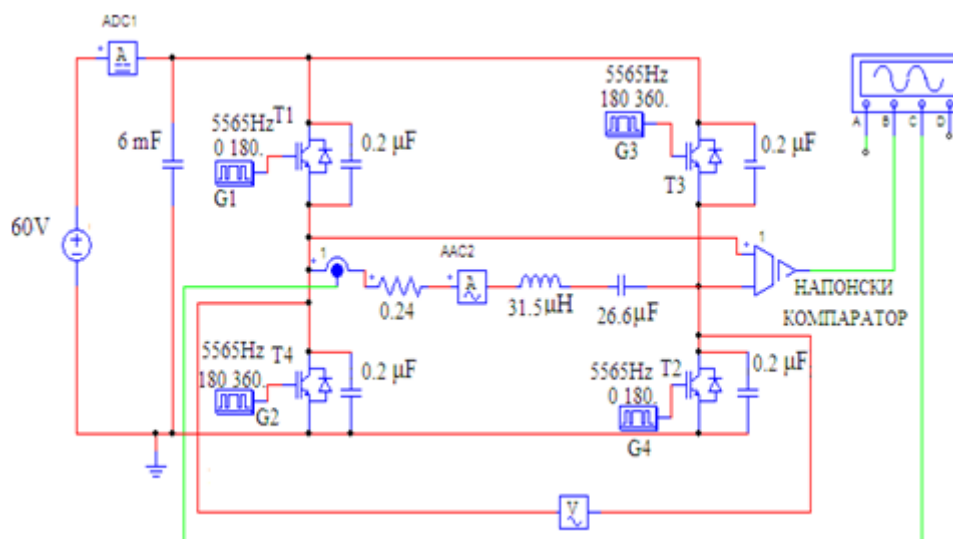 ADC1
A
60V
6 mF
5565Hz
0 180.
G1
T1
0.2 µF
5565Hz
180 360.
G3
T3
0.2 µF
A
B
C
D
1
AAC2
A
0.24
31.5µH
26.6µF
1
НАПОНСКИ
КОМПАРАТОР
5565Hz
180 360.
G2
T4
0.2 µF
5565Hz
0 180.
G4
T2
0.2 µF
V